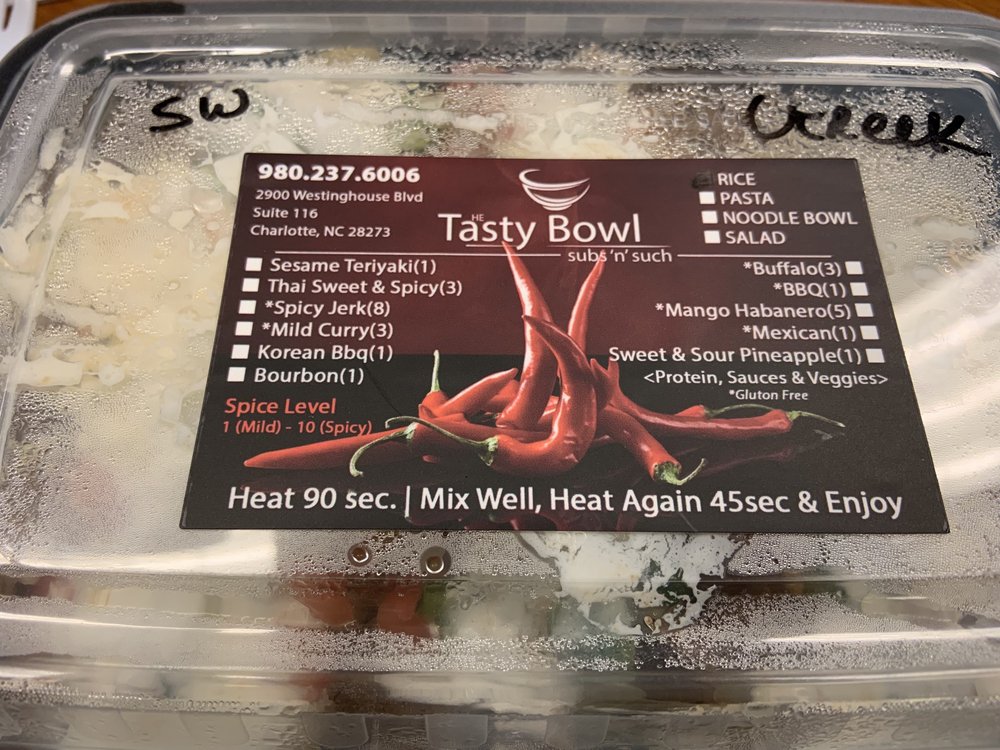 SW
Greek
980.237.6006
2900 Westinghouse Blvd
Suite 116
Charlotte, NC 28273
THE
Tasty Bowl
subs 'n' such
RICE
PASTA
NOODLE BOWL
SALAD
Sesame Teriyaki(1)
Thai Sweet & Spicy(3)
*Spicy Jerk(8)
*Mild Curry(3)
Korean Bbq(1)
Bourbon(1)
*Buffalo(3)
*BBQ(1)
*Mango Habanero(5)
*Mexican(1)
Sweet & Sour Pineapple(1)
<Protein, Sauces & Veggies>
*Gluton Free
Spice Level
1 (Mild) - 10 (Spicy)
Heat 90 sec. | Mix Well, Heat Again 45sec & Enjoy